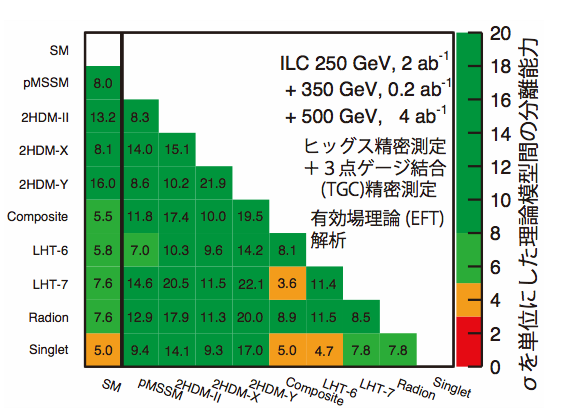 SM
pMSSM
2HDM-II
2HDM-X
2HDM-Y
Composite
LHT-6
LHT-7
Radion
Singlet
8.0
13.2 8.3
8.1 14.0 15.1
16.0 8.6 10.2 21.9
5.5 11.8 17.4 10.0 19.5
5.8 7.0 10.3 9.6 14.2 8.1
7.6 14.6 20.5 11.5 22.1 3.6 11.4
7.6 12.9 17.9 11.3 20.0 8.9 11.5 8.5
5.0 9.4 14.1 9.3 17.0 5.0 4.7 7.8 7.8
SM pMSSM 2HDM-II 2HDM-X 2HDM-Y Composite LHT-6 LHT-7 Radion Singlet
ILC 250 GeV, 2 ab⁻¹
+ 350 GeV, 0.2 ab⁻¹
+ 500 GeV, 4 ab⁻¹
ヒッグス精密測定
＋３点ゲージ結合
(TGC)精密測定
有効場理論 (EFT)
解析
20
18
16
14
12
10
8
6
4
2
0
σを単位にした理論模型間の分離能力